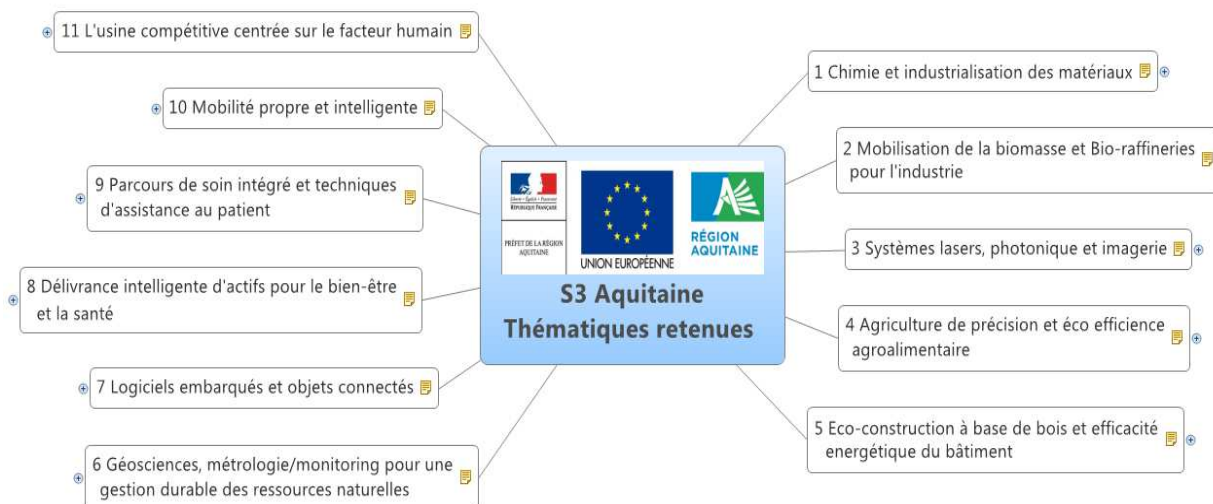 11 L'usine compétitive centrée sur le facteur humain
1 Chimie et industrialisation des matériaux
10 Mobilité propre et intelligente
2 Mobilisation de la biomasse et Bio-raffineries
pour l'industrie
9 Parcours de soin intégré et techniques
d'assistance au patient
Liberté • Égalité • Fraternité
RÉPUBLIQUE FRANÇAISE
PRÉFET DE LA RÉGION
AQUITAINE
UNION EUROPÉENNE
RÉGION
AQUITAINE
3 Systèmes lasers, photonique et imagerie
8 Délivrance intelligente d'actifs pour le bien-être
et la santé
S3 Aquitaine
Thématiques retenues
4 Agriculture de précision et éco efficience
agroalimentaire
7 Logiciels embarqués et objets connectés
5 Eco-construction à base de bois et efficacité
energétique du bâtiment
6 Géosciences, métrologie/monitoring pour une
gestion durable des ressources naturelles